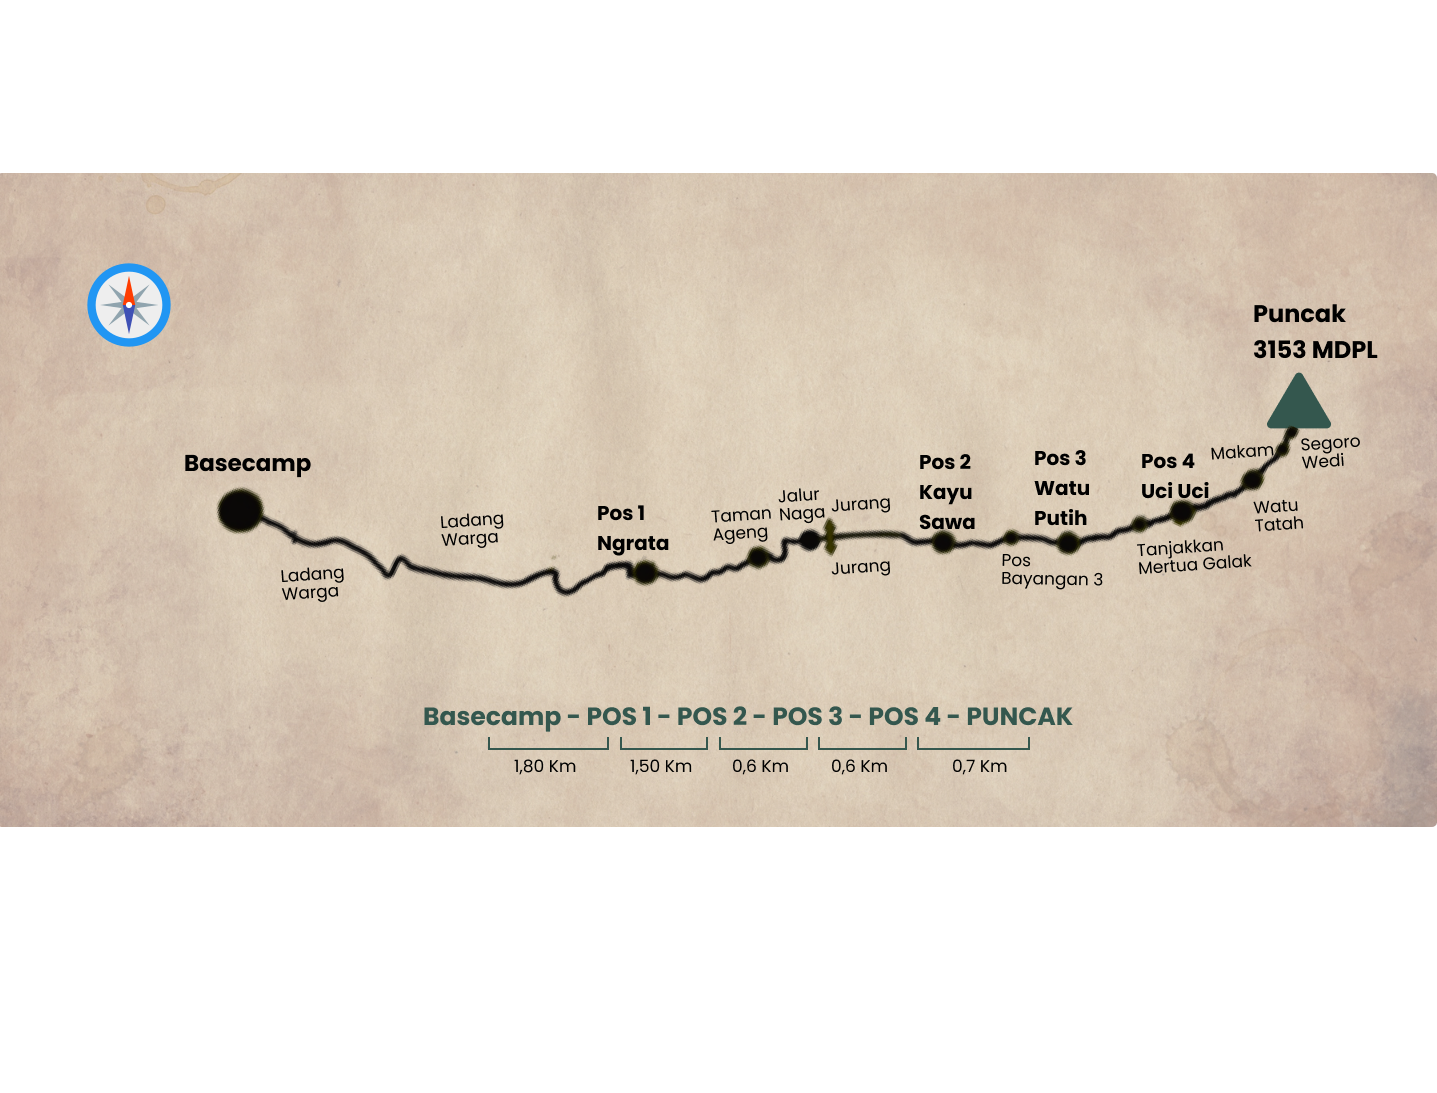 Puncak
3153 MDPL
Basecamp
Ladang
Warga
Ladang
Warga
Pos 1
Ngrata
Taman
Ageng
Jalur
Naga
Jurang
Jurang
Pos 2
Kayu
Sawa
Pos
Bayangan 3
Pos 3
Watu
Putih
Tanjakkan
Mertua Galak
Pos 4
Uci Uci
Makam
Watu
Tatah
Segoro
Wedi
Basecamp - POS 1 - POS 2 - POS 3 - POS 4 - PUNCAK
1,80 Km 1,50 Km 0,6 Km 0,6 Km 0,7 Km